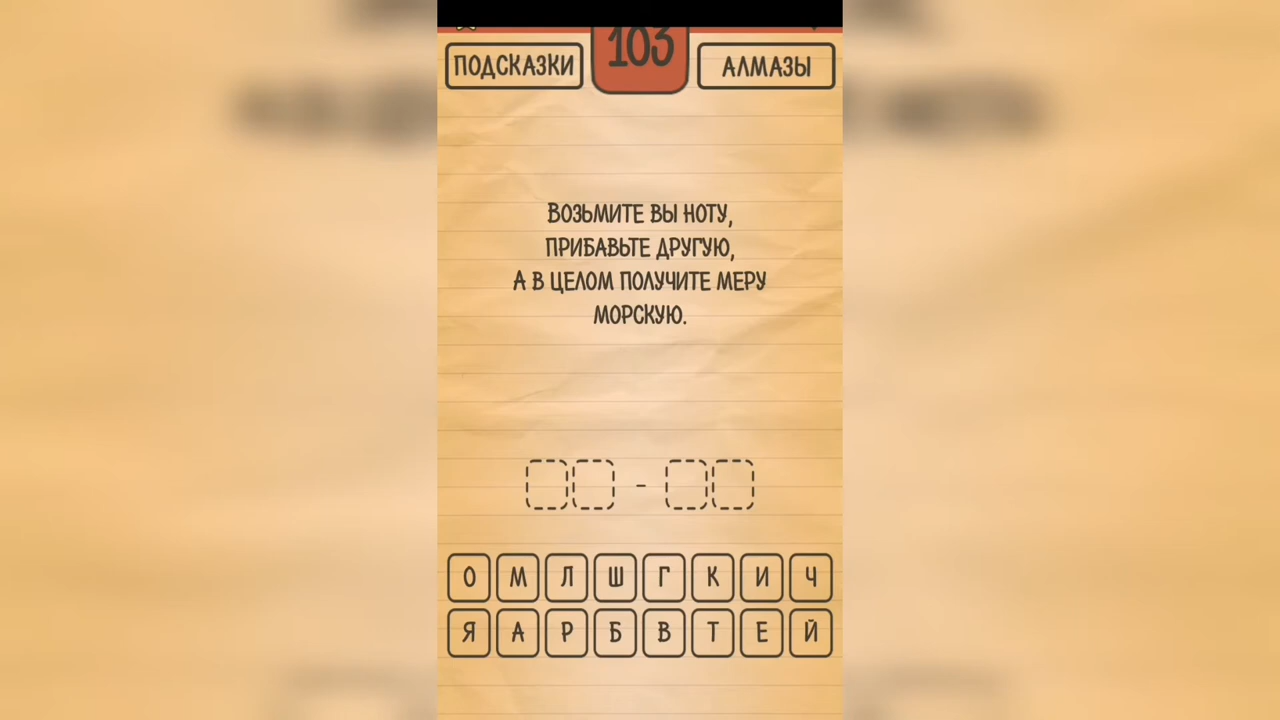 ПОДСКАЗКИ 103 АЛМАЗЫ
ВОЗЬМИТЕ ВЫ НОТУ,
ПРИБАВЬТЕ ДРУГУЮ,
А В ЦЕЛОМ ПОЛУЧИТЕ МЕРУ
МОРСКУЮ.
-
О М Л Ш Г К И Ч
Я А Р Б В Т Е Й